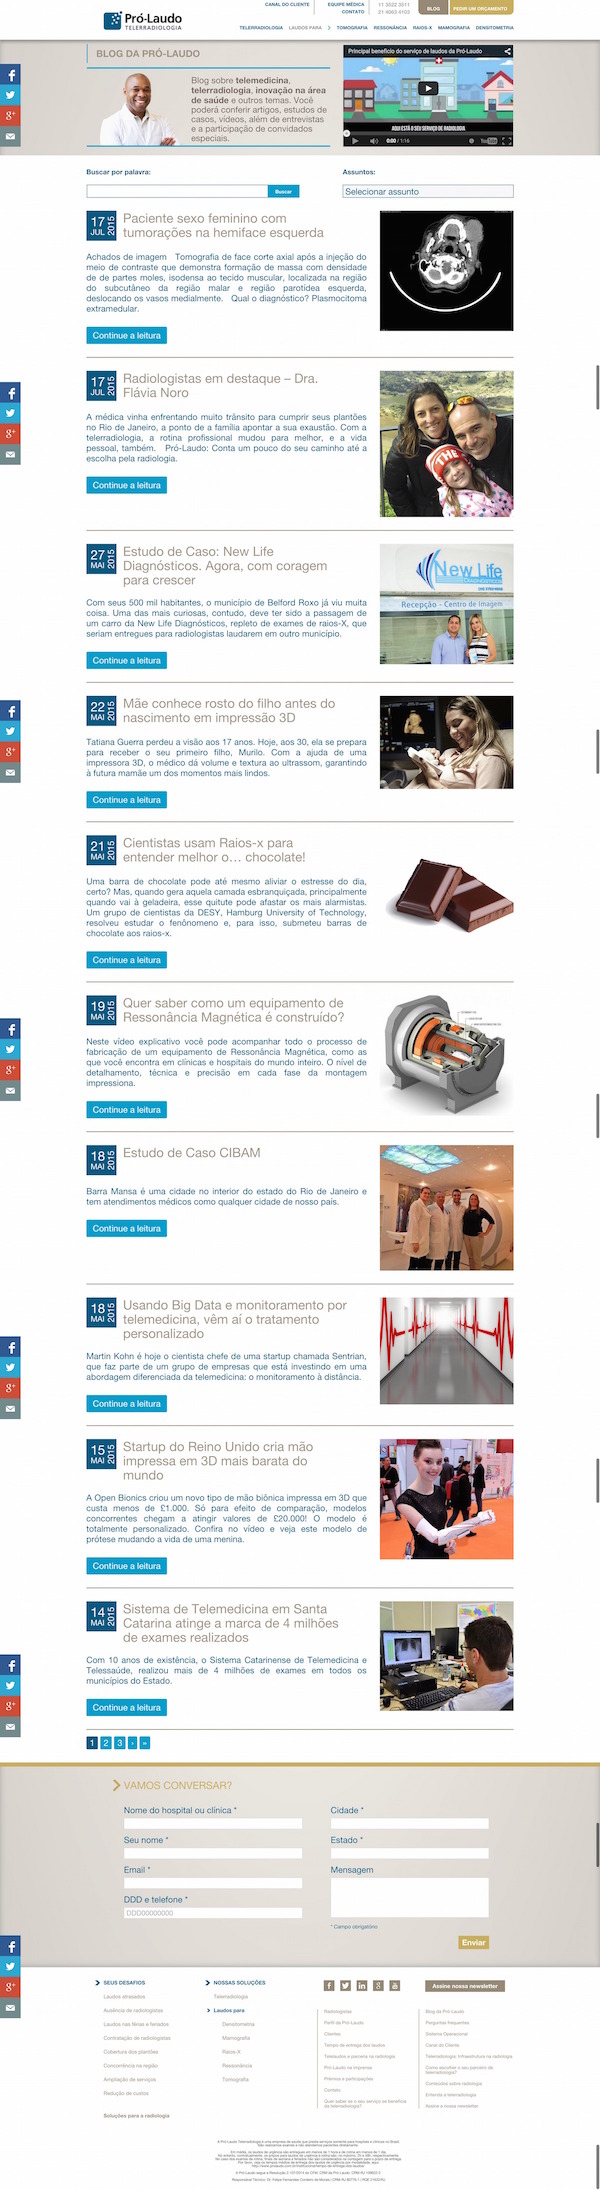 Pró-Laudo
TELERRADIOLOGIA
CANAL DO CLIENTE
EQUIPE MÉDICA
CONTATO
11 5522 3511
21 4063 4103
BLOG
PEDIR UM ORÇAMENTO
TELERRADIOLOGIA LAUDOS PARA TOMOGRAFIA RESSONÂNCIA RAIOS-X MAMOGRAFIA DENSITOMETRIA
BLOG DA PRÓ-LAUDO
Blog sobre telemedicina,
telerradiologia, inovação na área
de saúde e outros temas. Você
poderá conferir artigos, estudos de
casos, vídeos, além de entrevistas
e a participação de convidados
especiais.
Principal benefício do serviço de laudos da Pró-Laudo
AQUI ESTÁ O SEU SERVIÇO DE RADIOLOGIA
0:00 / 1:16
YouTube
Buscar por palavra:
Buscar
Assuntos:
Selecionar assunto
17
JUL
2015
Paciente sexo feminino com
tumorações na hemiface esquerda
Achados de imagem Tomografia de face corte axial após a injeção do
meio de contraste que demonstra formação de massa com densidade
de de partes moles, isodensa ao tecido muscular, localizada na região
do subcutâneo da região malar e região parotídea esquerda,
deslocando os vasos medialmente. Qual o diagnóstico? Plasmocitoma
extramedular.
Continue a leitura
17
JUL
2015
Radiologistas em destaque – Dra.
Flávia Noro
A médica vinha enfrentando muito trânsito para cumprir seus plantões
no Rio de Janeiro, a ponto de a família apontar a sua exaustão. Com a
telerradiologia, a rotina profissional mudou para melhor, e a vida
pessoal, também. Pró-Laudo: Conta um pouco do seu caminho até a
escolha pela radiologia.
Continue a leitura
27
MAI
2015
Estudo de Caso: New Life
Diagnósticos. Agora, com coragem
para crescer
Com seus 500 mil habitantes, o município de Belford Roxo já viu muita
coisa. Uma das mais curiosas, contudo, deve ter sido a passagem de
um carro da New Life Diagnósticos, repleto de exames de raios-X, que
seriam entregues para radiologistas laudarem em outro município.
Continue a leitura
New Life
DIAGNÓSTICOS
Recepção - Centro de Imagem
22
MAI
2015
Mãe conhece rosto do filho antes do
nascimento em impressão 3D
Tatiana Guerra perdeu a visão aos 17 anos. Hoje, aos 30, ela se prepara
para receber o seu primeiro filho, Murilo. Com a ajuda de uma
impressora 3D, o médico dá volume e textura ao ultrassom, garantindo
à futura mamãe um dos momentos mais lindos.
Continue a leitura
21
MAI
2015
Cientistas usam Raios-x para
entender melhor o… chocolate!
Uma barra de chocolate pode até mesmo aliviar o estresse do dia,
certo? Mas, quando gera aquela camada esbranquiçada, principalmente
quando vai à geladeira, esse quitute pode afastar os mais alarmistas.
Um grupo de cientistas da DESY, Hamburg University of Technology,
resolveu estudar o fenônomeno e, para isso, submeteu barras de
chocolate aos raios-x.
Continue a leitura
19
MAI
2015
Quer saber como um equipamento de
Ressonância Magnética é construído?
Neste vídeo explicativo você pode acompanhar todo o processo de
fabricação de um equipamento de Ressonância Magnética, como as
que você encontra em clínicas e hospitais do mundo inteiro. O nível de
detalhamento, técnica e precisão em cada fase da montagem
impressiona.
Continue a leitura
18
MAI
2015
Estudo de Caso CIBAM
Barra Mansa é uma cidade no interior do estado do Rio de Janeiro e
tem atendimentos médicos como qualquer cidade de nosso país.
Continue a leitura
18
MAI
2015
Usando Big Data e monitoramento por
telemedicina, vêm aí o tratamento
personalizado
Martin Kohn é hoje o cientista chefe de uma startup chamada Sentrian,
que faz parte de um grupo de empresas que está investindo em uma
abordagem diferenciada da telemedicina: o monitoramento à distância.
Continue a leitura
15
MAI
2015
Startup do Reino Unido cria mão
impressa em 3D mais barata do
mundo
A Open Bionics criou um novo tipo de mão biônica impressa em 3D que
custa menos de £1.000. Só para efeito de comparação, modelos
concorrentes chegam a atingir valores de £20.000! O modelo é
totalmente personalizado. Confira no vídeo e veja este modelo de
prótese mudando a vida de uma menina.
Continue a leitura
14
MAI
2015
Sistema de Telemedicina em Santa
Catarina atinge a marca de 4 milhões
de exames realizados
Com 10 anos de existência, o Sistema Catarinense de Telemedicina e
Telessaúde, realizou mais de 4 milhões de exames em todos os
municípios do Estado.
Continue a leitura
1 2 3 › »
VAMOS CONVERSAR?
Nome do hospital ou clínica *
Cidade *
Seu nome *
Estado *
Email *
Mensagem
DDD e telefone *
DDD00000000
* Campo obrigatório
Enviar
SEUS DESAFIOS
Laudos atrasados
Ausência de radiologistas
Laudos nas férias e feriados
Contratação de radiologistas
Cobertura dos plantões
Concorrência na região
Ampliação de serviços
Redução de custos
Soluções para a radiologia
NOSSAS SOLUÇÕES
Telerradiologia
Laudos para
Densitometria
Mamografia
Raios-X
Ressonância
Tomografia
Assine nossa newsletter
Radiologistas
Perfil da Pró-Laudo
Clientes
Tempo de entrega dos laudos
Telelaudos e parceria na radiologia
Pró-Laudo na imprensa
Prêmios e participações
Contato
Quer saber se o seu serviço se beneficia
da telerradiologia?
Blog da Pró-Laudo
Perguntas frequentes
Sistema Operacional
Canal do Cliente
Telerradiologia: Infraestrutura na radiologia
Como escolher o seu parceiro de
telerradiologia?
Conteúdos sobre radiologia
Entenda a telerradiologia
Assine a nossa newsletter